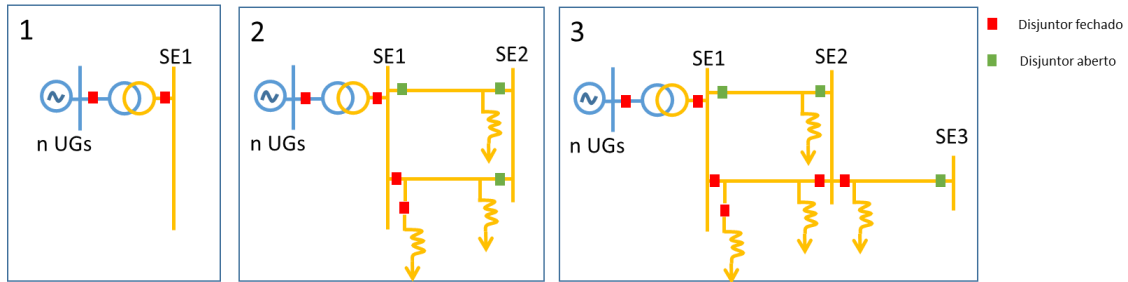 1
SE1
n UGs
2
SE1
SE2
n UGs
3
SE1
SE2
n UGs
SE3
Disjuntor fechado
Disjuntor aberto